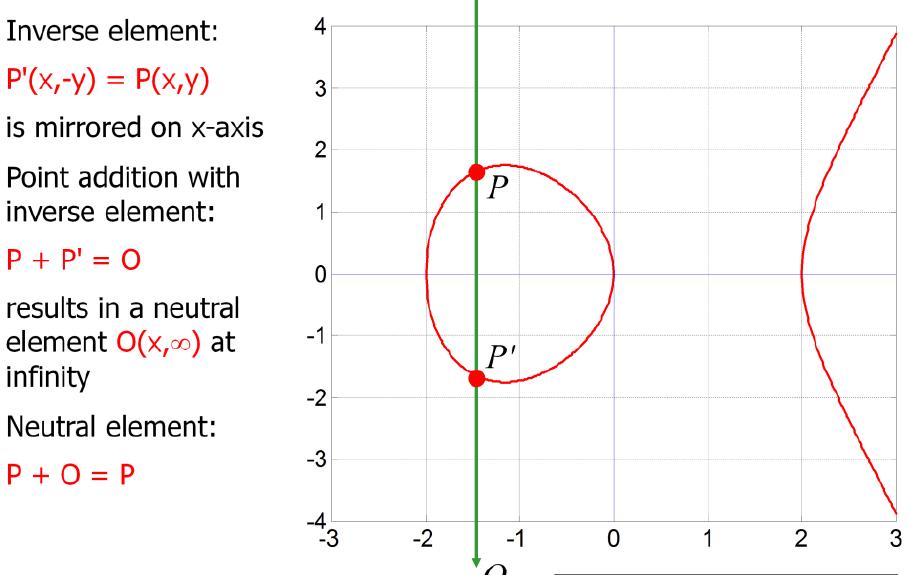 Inverse element:
P'(x,-y) = P(x,y)
is mirrored on x-axis
Point addition with
inverse element:
P + P' = O
results in a neutral
element O(x,∞) at
infinity
Neutral element:
P + O = P
4
3
2
1
0
-1
-2
-3
-4
-3 -2 -1 0 1 2 3
P
P'